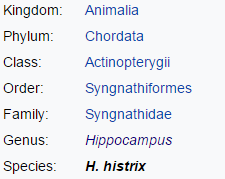 Kingdom: Animalia
Phylum: Chordata
Class: Actinopterygii
Order: Syngnathiformes
Family: Syngnathidae
Genus: Hippocampus
Species: H. histrix